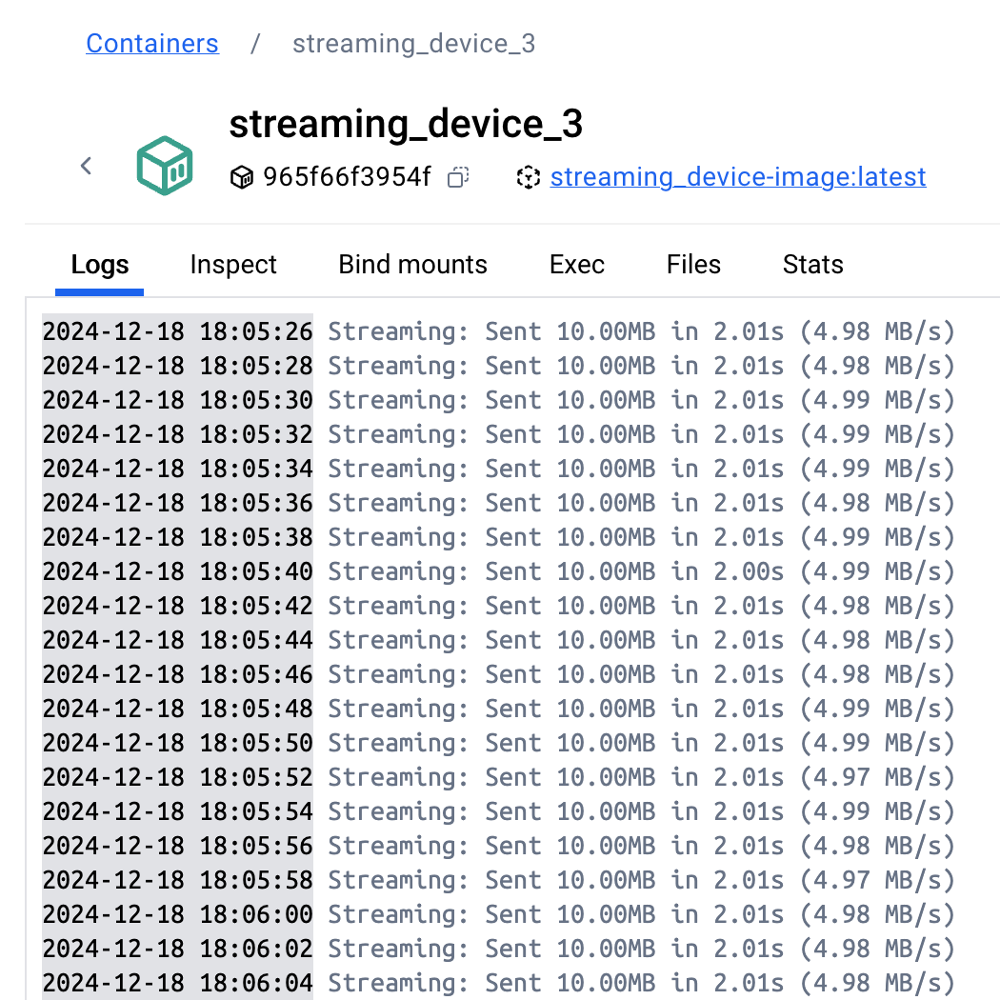 Containers / streaming_device_3
streaming_device_3
965f66f3954f streaming_device-image:latest
Logs Inspect Bind mounts Exec Files Stats
2024-12-18 18:05:26 Streaming: Sent 10.00MB in 2.01s (4.98 MB/s)
2024-12-18 18:05:28 Streaming: Sent 10.00MB in 2.01s (4.98 MB/s)
2024-12-18 18:05:30 Streaming: Sent 10.00MB in 2.01s (4.99 MB/s)
2024-12-18 18:05:32 Streaming: Sent 10.00MB in 2.01s (4.99 MB/s)
2024-12-18 18:05:34 Streaming: Sent 10.00MB in 2.01s (4.99 MB/s)
2024-12-18 18:05:36 Streaming: Sent 10.00MB in 2.01s (4.98 MB/s)
2024-12-18 18:05:38 Streaming: Sent 10.00MB in 2.01s (4.99 MB/s)
2024-12-18 18:05:40 Streaming: Sent 10.00MB in 2.00s (4.99 MB/s)
2024-12-18 18:05:42 Streaming: Sent 10.00MB in 2.01s (4.98 MB/s)
2024-12-18 18:05:44 Streaming: Sent 10.00MB in 2.01s (4.98 MB/s)
2024-12-18 18:05:46 Streaming: Sent 10.00MB in 2.01s (4.98 MB/s)
2024-12-18 18:05:48 Streaming: Sent 10.00MB in 2.01s (4.99 MB/s)
2024-12-18 18:05:50 Streaming: Sent 10.00MB in 2.01s (4.99 MB/s)
2024-12-18 18:05:52 Streaming: Sent 10.00MB in 2.01s (4.97 MB/s)
2024-12-18 18:05:54 Streaming: Sent 10.00MB in 2.01s (4.99 MB/s)
2024-12-18 18:05:56 Streaming: Sent 10.00MB in 2.01s (4.98 MB/s)
2024-12-18 18:05:58 Streaming: Sent 10.00MB in 2.01s (4.97 MB/s)
2024-12-18 18:06:00 Streaming: Sent 10.00MB in 2.01s (4.98 MB/s)
2024-12-18 18:06:02 Streaming: Sent 10.00MB in 2.01s (4.98 MB/s)
2024-12-18 18:06:04 Streaming: Sent 10.00MB in 2.01s (4.98 MB/s)